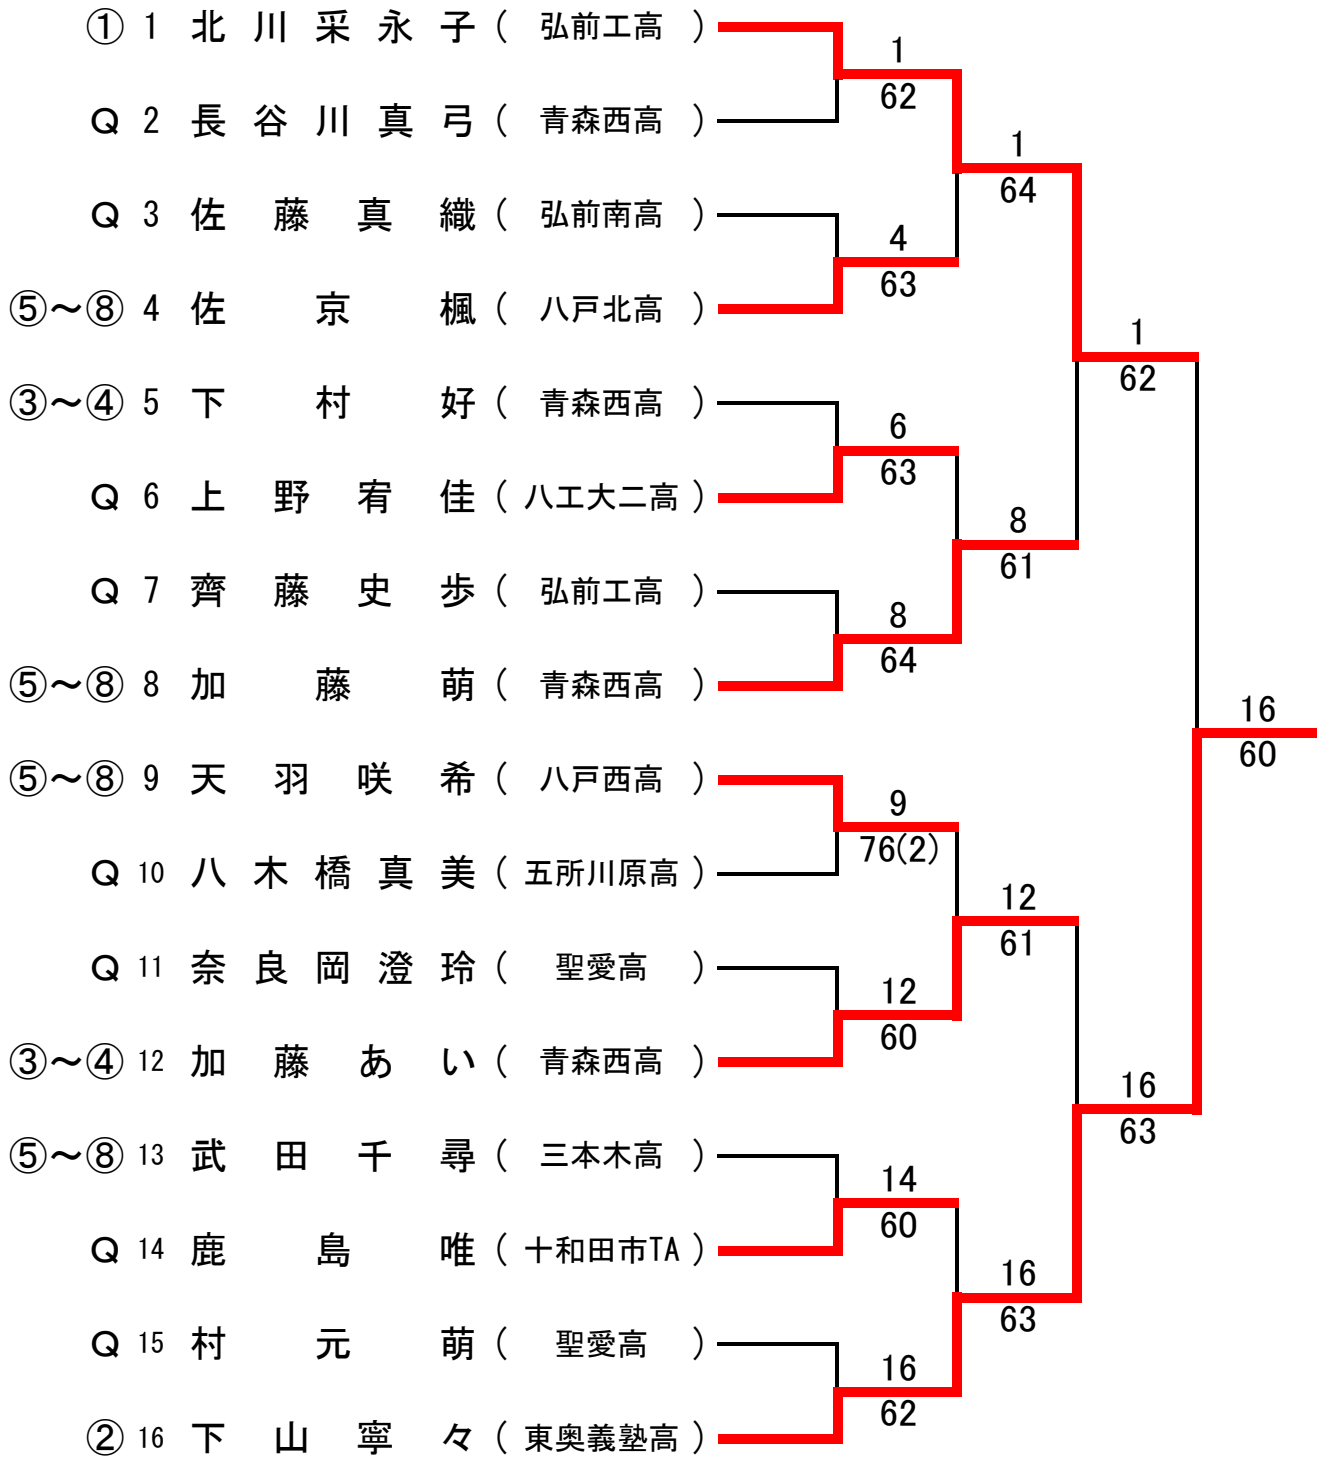 ① 1 北川采永子 ( 弘前工高 )
1
62
Q 2 長谷川真弓 ( 青森西高 )
1
64
Q 3 佐藤真織 ( 弘前南高 )
4
63
⑤～⑧ 4 佐京楓 ( 八戸北高 )
1
62
③～④ 5 下村好 ( 青森西高 )
6
63
Q 6 上野宥佳 ( 八工大二高 )
8
61
Q 7 齊藤史歩 ( 弘前工高 )
8
64
⑤～⑧ 8 加藤萌 ( 青森西高 )
16
60
⑤～⑧ 9 天羽咲希 ( 八戸西高 )
9
76(2)
Q 10 八木橋真美 ( 五所川原高 )
12
61
Q 11 奈良岡澄玲 ( 聖愛高 )
12
60
③～④ 12 加藤あい ( 青森西高 )
16
63
⑤～⑧ 13 武田千尋 ( 三本木高 )
14
60
Q 14 鹿島唯 ( 十和田市TA )
16
63
Q 15 村元萌 ( 聖愛高 )
16
62
② 16 下山寧々 ( 東奥義塾高 )